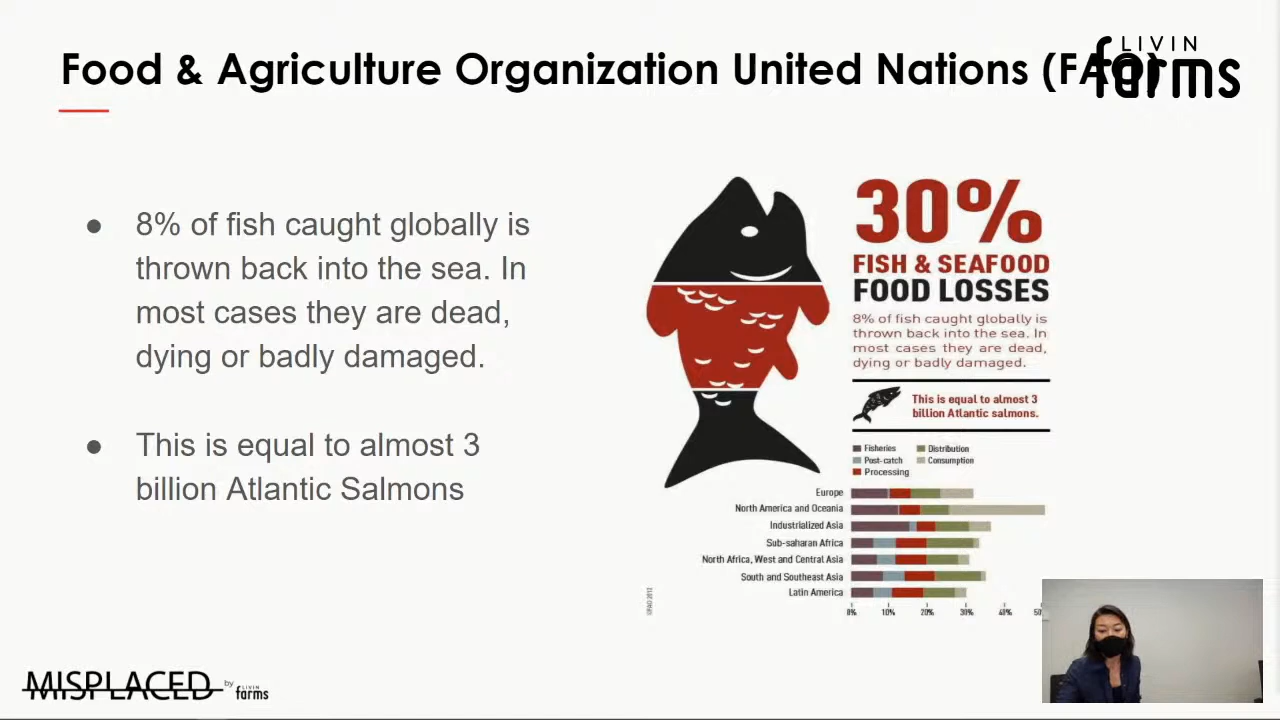 Food & Agriculture Organization United Nations (FAO)
LIVIN
farms
● 8% of fish caught globally is
thrown back into the sea. In
most cases they are dead,
dying or badly damaged.
● This is equal to almost 3
billion Atlantic Salmons
30%
FISH & SEAFOOD
FOOD LOSSES
8% of fish caught globally is
thrown back into the sea. In
most cases they are dead,
dying or badly damaged.
This is equal to almost 3
billion Atlantic salmons.
Fisheries Distribution
Post-catch Consumption
Processing
Europe
North America and Oceania
Industrialized Asia
Sub-saharan Africa
North Africa, West and Central Asia
South and Southeast Asia
Latin America
0% 10% 20% 30% 40%
MISPLACED by LIVIN farms